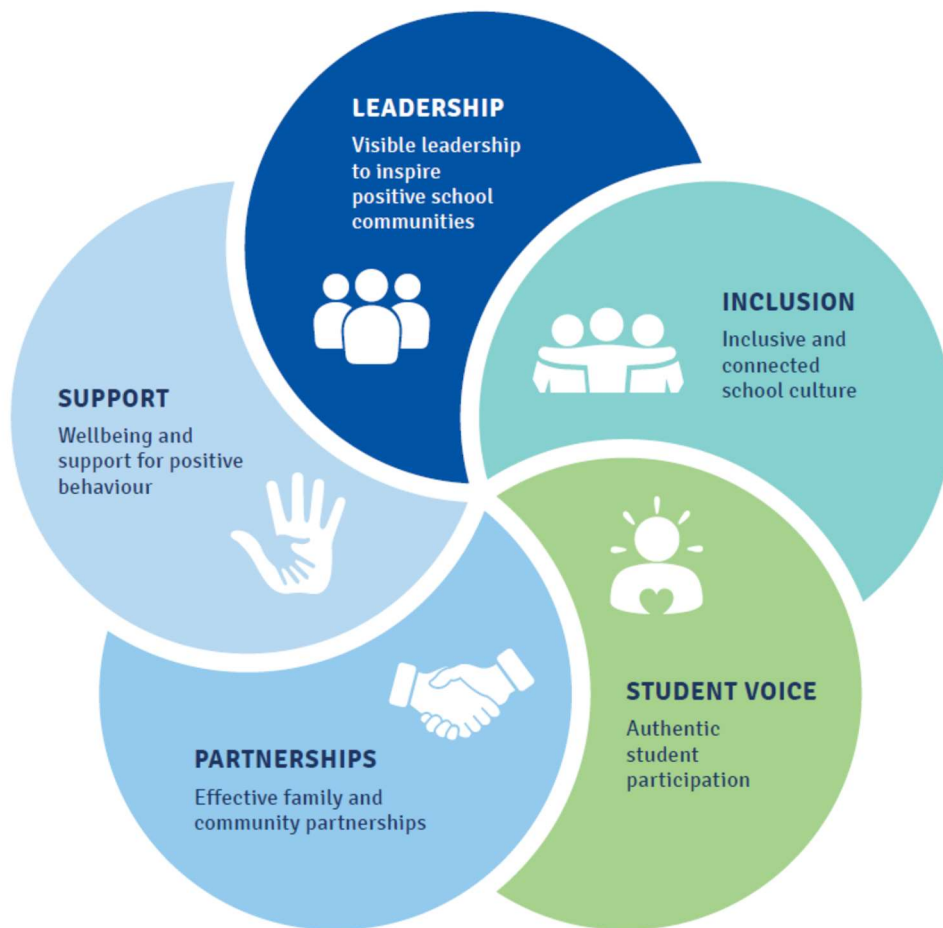 LEADERSHIP
Visible leadership
to inspire
positive school
communities
INCLUSION
Inclusive and
connected
school culture
STUDENT VOICE
Authentic
student
participation
PARTNERSHIPS
Effective family and
community partnerships
SUPPORT
Wellbeing and
support for positive
behaviour